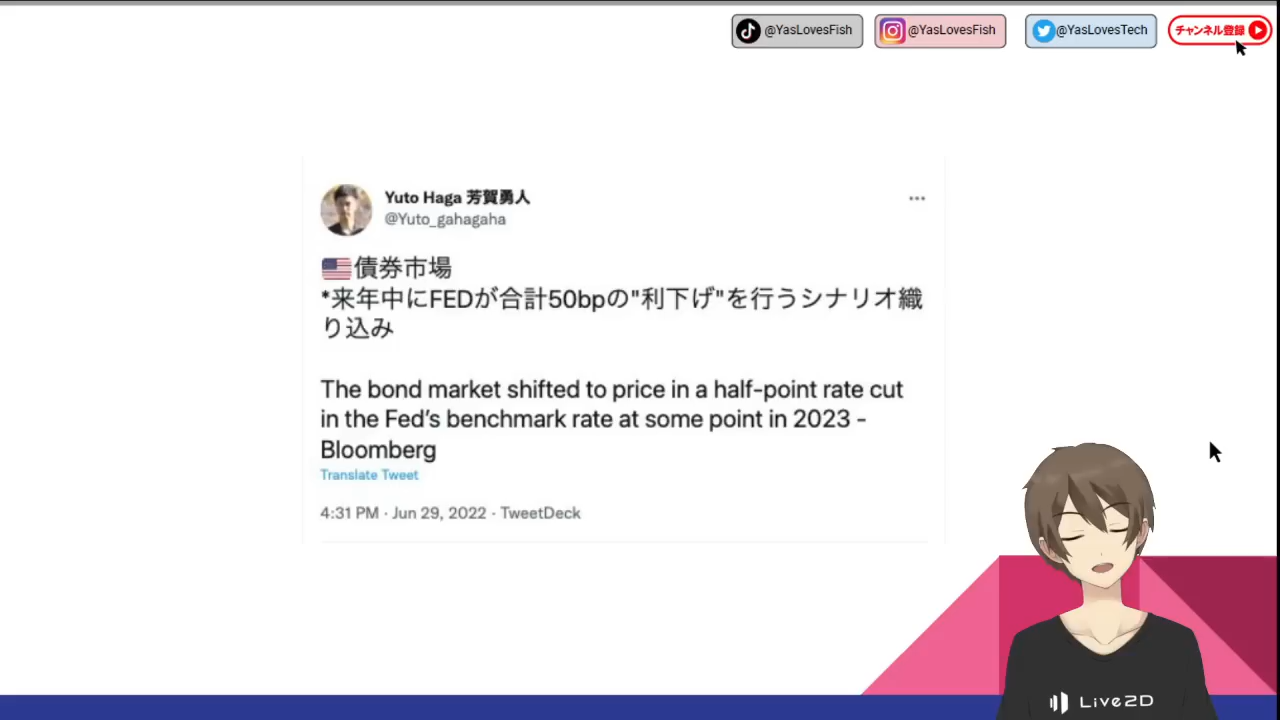 @YasLovesFish
@YasLovesFish
@YasLovesTech
チャンネル登録
Yuto Haga 芳賀勇人
@Yuto_gahagaha
🇺🇸債券市場
*来年中にFEDが合計50bpの"利下げ"を行うシナリオ織
り込み
The bond market shifted to price in a half-point rate cut
in the Fed's benchmark rate at some point in 2023 -
Bloomberg
Translate Tweet
4:31 PM · Jun 29, 2022 · TweetDeck
Live2D